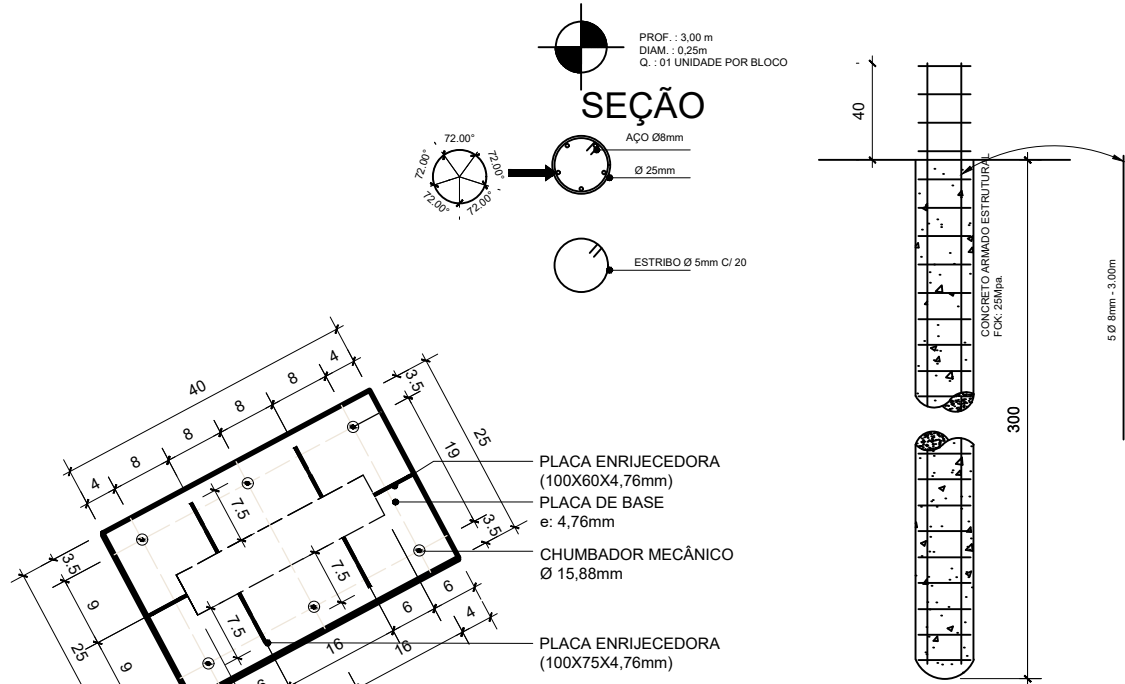 PROF. : 3,00 m
DIAM. : 0,25m
Q. : 01 UNIDADE POR BLOCO
SEÇÃO
AÇO Ø8mm
Ø 25mm
72.00°
72.00°
72.00°
72.00°
72.00°
ESTRIBO Ø 5mm C/ 20
40
CONCRETO ARMADO ESTRUTURAL
FCK: 25Mpa.
300
5 Ø 8mm - 3.00m
40
4
8
8
8
8
4
3.5
19
25
3.5
7.5
7.5
7.5
3.5
9
25
9
6
6
4
16
16
PLACA ENRIJECEDORA
(100X60X4,76mm)
PLACA DE BASE
e: 4,76mm
CHUMBADOR MECÂNICO
Ø 15,88mm
PLACA ENRIJECEDORA
(100X75X4,76mm)